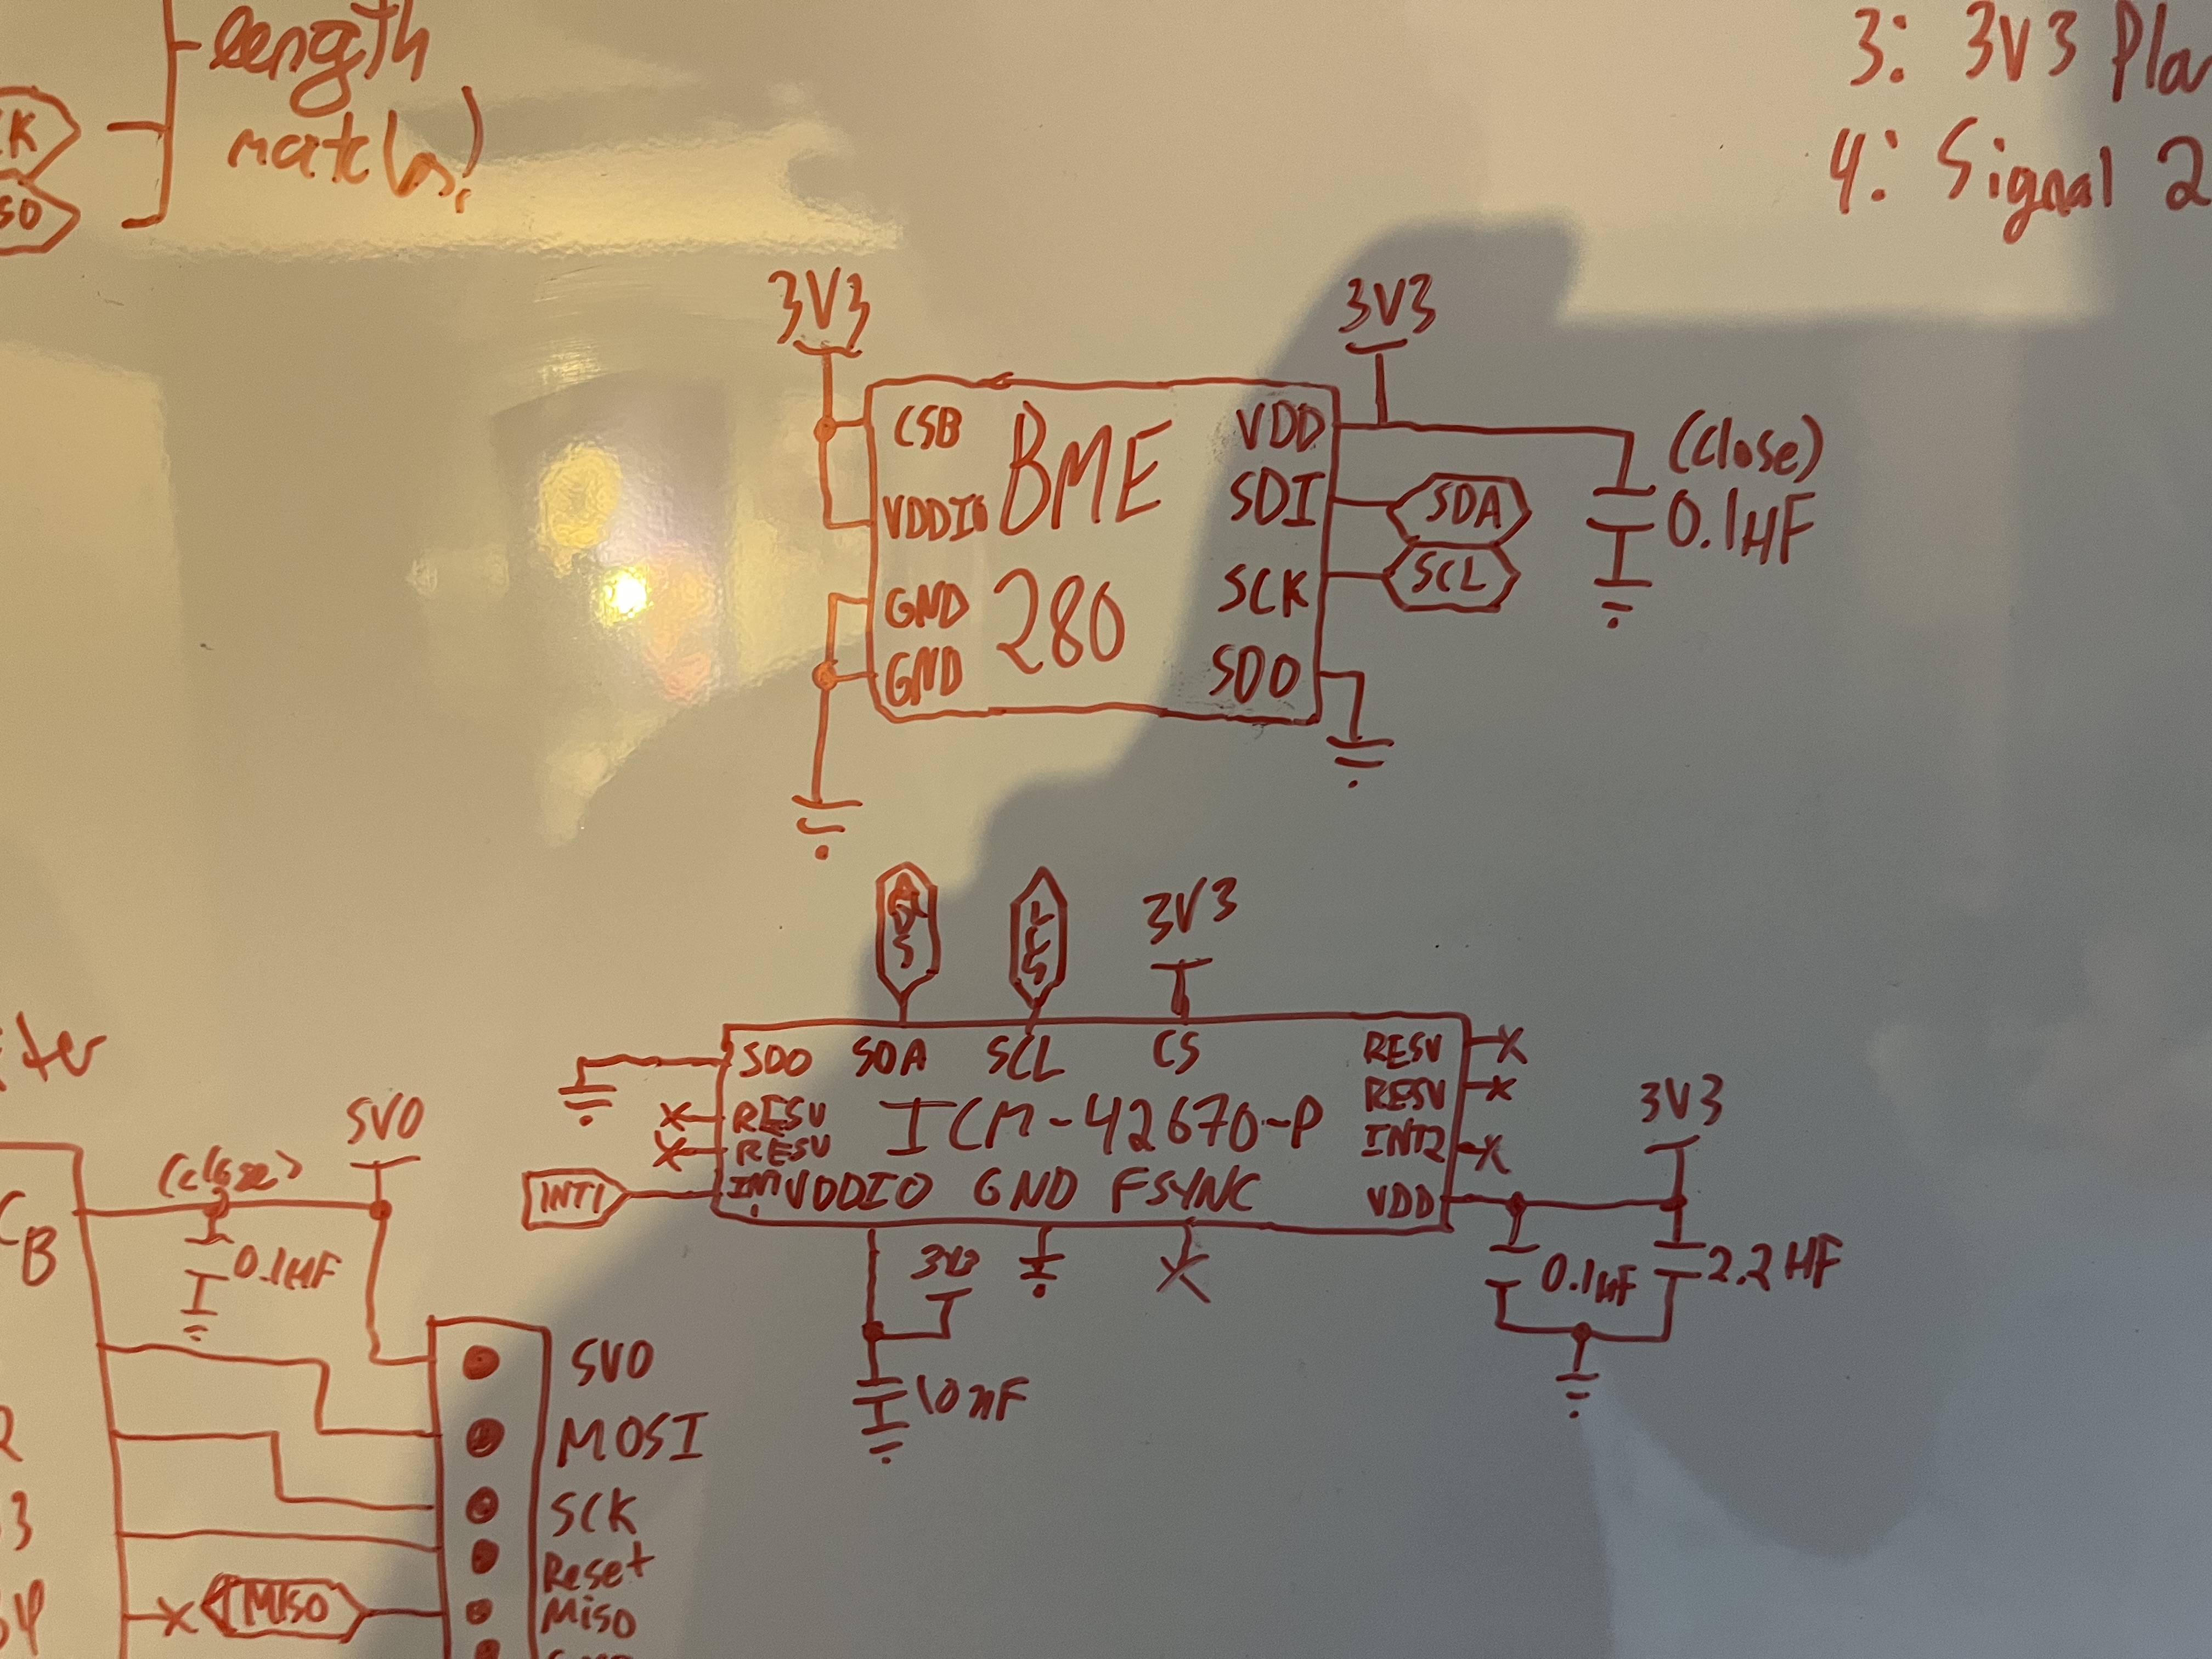 length
match
3: 3V3 Pla
4: Signal 2
K
SO
3V3
3V3
CSB
BME
VDD
(Close)
VDDIO
SDI
SDA
0.1µF
GND
280
SCK
SCL
GND
SDO
SDA
SCL
3V3
SDO
SDA
SCL
CS
RESV
RESV
ICM-42670-P
RESV
RESV
INT2
3V3
INT1
INT
VDDIO
GND
FSYNC
VDD
3V3
0.1µF
2.2µF
10nF
5V0
(close)
B
0.1µF
5V0
MOSI
SCK
3
Reset
MISO
Miso